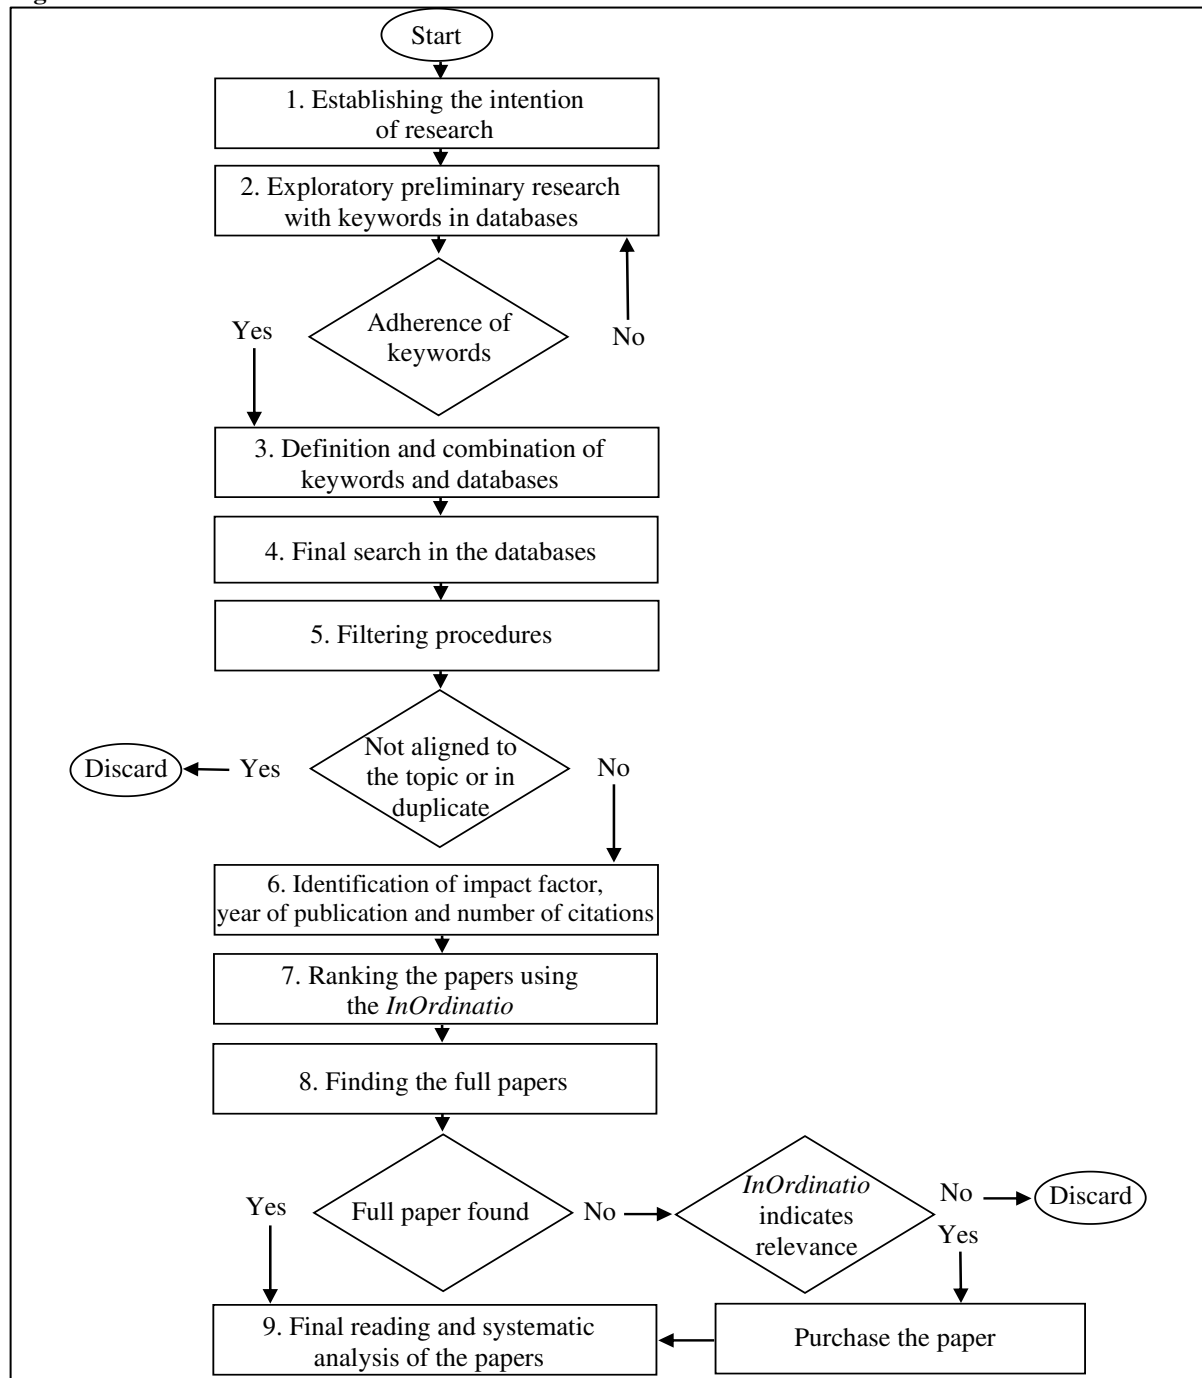 Start
1. Establishing the intention
of research
2. Exploratory preliminary research
with keywords in databases
Yes
Adherence of
keywords
No
3. Definition and combination of
keywords and databases
4. Final search in the databases
5. Filtering procedures
Discard
Yes
Not aligned to
the topic or in
duplicate
No
6. Identification of impact factor,
year of publication and number of citations
7. Ranking the papers using
the InOrdinatio
8. Finding the full papers
Yes
Full paper found
No
InOrdinatio
indicates
relevance
No
Discard
Yes
9. Final reading and systematic
analysis of the papers
Purchase the paper